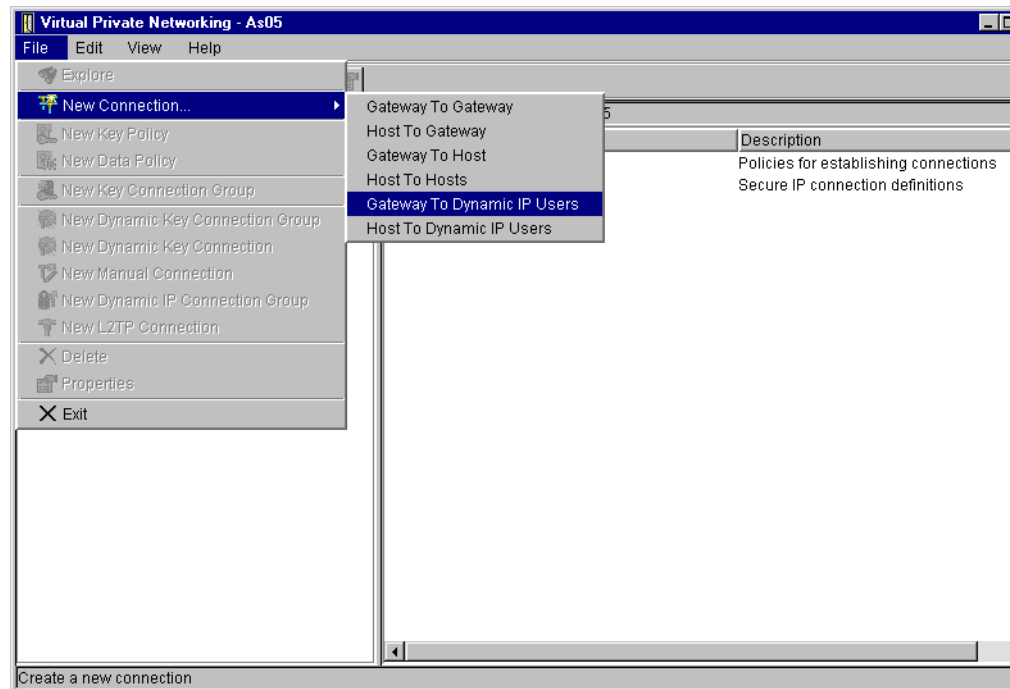 Virtual Private Networking - As05
File Edit View Help
Explore
New Connection...
New Key Policy
New Data Policy
New Key Connection Group
New Dynamic Key Connection Group
New Dynamic Key Connection
New Manual Connection
New Dynamic IP Connection Group
New L2TP Connection
Delete
Properties
Exit
Gateway To Gateway
Host To Gateway
Gateway To Host
Host To Hosts
Gateway To Dynamic IP Users
Host To Dynamic IP Users
5
Description
Policies for establishing connections
Secure IP connection definitions
Create a new connection